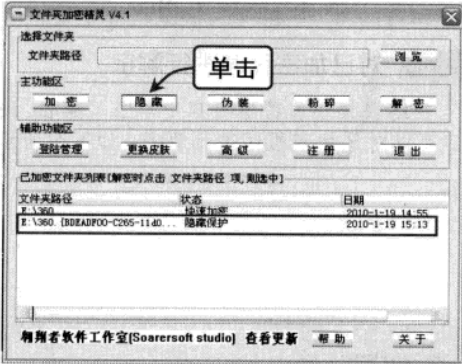 文件夹加密精灵 V4.1
选择文件夹
文件夹路径 浏览
单击
主功能区
加密 隐藏 伪装 粉碎 解密
辅助功能区
登陆管理 更换皮肤 高级 注册 退出
已加密文件夹列表[解密时点击 文件夹路径 项,则选中]
文件夹路径 状态 日期
E:\360 快速加密 2010-1-19 14:55
E:\360.{BDEADF00-C265-11d0... 隐藏保护 2010-1-19 15:13
翱翔者软件工作室[Soarersoft studio] 查看更新 帮助 关于